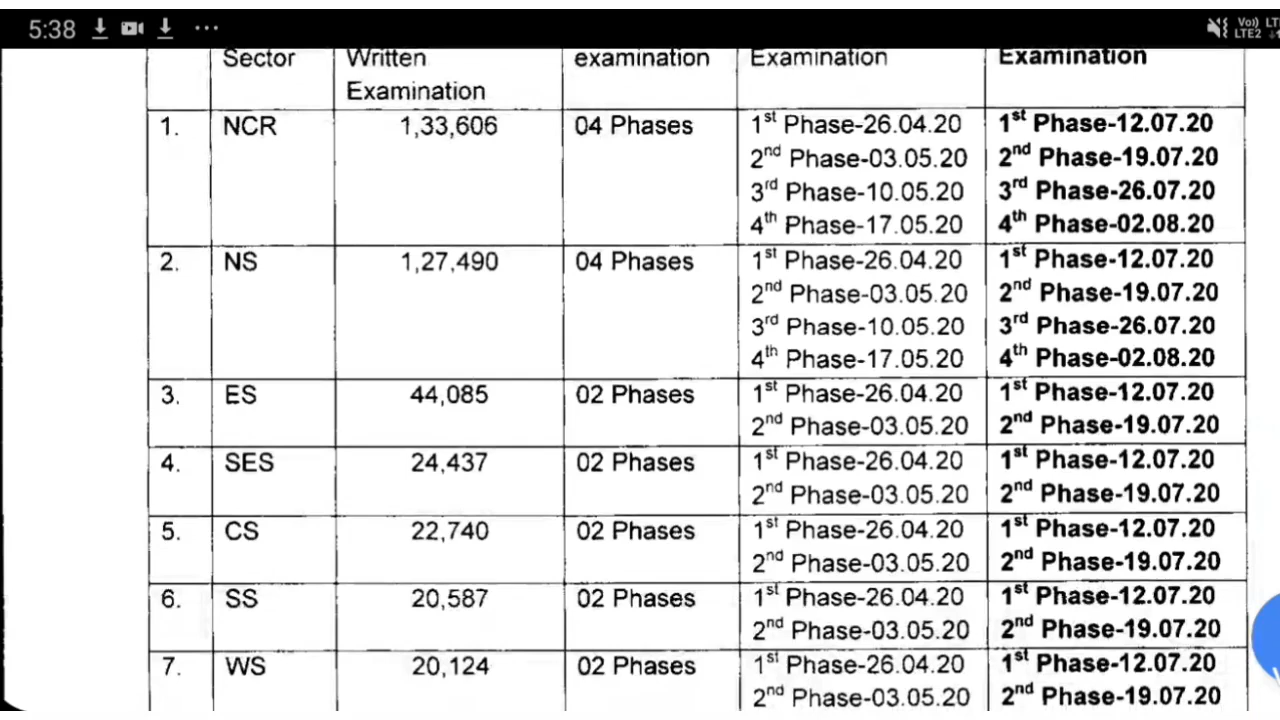 5:38 ...
Vo)) LT
LTE2
Sector Written examination Examination Examination
Examination
1. NCR 1,33,606 04 Phases 1st Phase-26.04.20 1st Phase-12.07.20
2nd Phase-03.05.20 2nd Phase-19.07.20
3rd Phase-10.05.20 3rd Phase-26.07.20
4th Phase-17.05.20 4th Phase-02.08.20
2. NS 1,27,490 04 Phases 1st Phase-26.04.20 1st Phase-12.07.20
2nd Phase-03.05.20 2nd Phase-19.07.20
3rd Phase-10.05.20 3rd Phase-26.07.20
4th Phase-17.05.20 4th Phase-02.08.20
3. ES 44,085 02 Phases 1st Phase-26.04.20 1st Phase-12.07.20
2nd Phase-03.05.20 2nd Phase-19.07.20
4. SES 24,437 02 Phases 1st Phase-26.04.20 1st Phase-12.07.20
2nd Phase-03.05.20 2nd Phase-19.07.20
5. CS 22,740 02 Phases 1st Phase-26.04.20 1st Phase-12.07.20
2nd Phase-03.05.20 2nd Phase-19.07.20
6. SS 20,587 02 Phases 1st Phase-26.04.20 1st Phase-12.07.20
2nd Phase-03.05.20 2nd Phase-19.07.20
7. WS 20,124 02 Phases 1st Phase-26.04.20 1st Phase-12.07.20
2nd Phase-03.05.20 2nd Phase-19.07.20